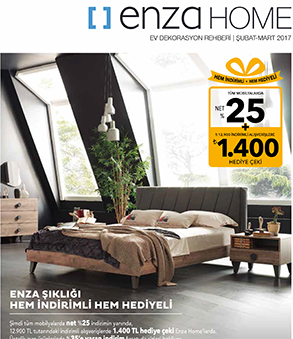 enza HOME
EV DEKORASYON REHBERİ | ŞUBAT-MART 2017
HEM İNDİRİMLİ + HEM HEDİYELİ
TÜM MOBİLYALARDA
NET % 25
+
12.900 İNDİRİMLİ ALIŞVERİŞLERE
₺1.400
HEDİYE ÇEKİ
ENZA ŞIKLIĞI
HEM İNDİRİMLİ HEM HEDİYELİ
Şimdi tüm mobilyalarda net %25 indirimin yanında,
12.900 TL tutarındaki indirimli alışverişlerde 1.400 TL hediye çeki Enza Home'larda.